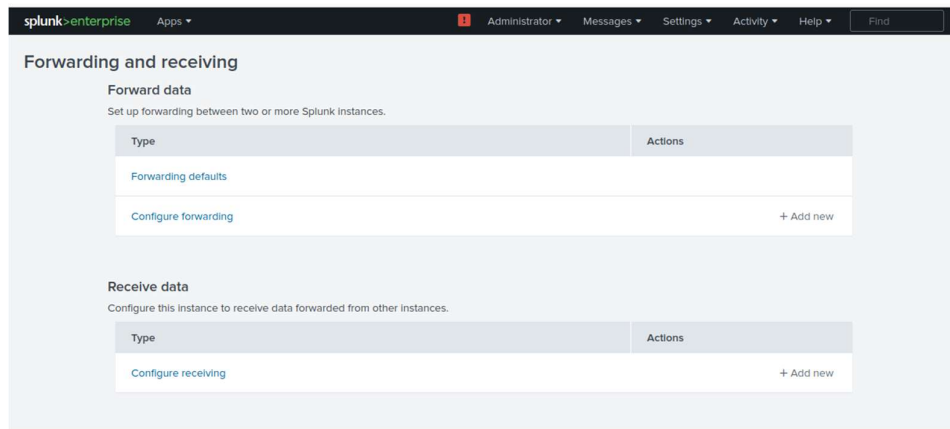 splunk>enterprise Apps Administrator Messages Settings Activity Help Find
Forwarding and receiving
Forward data
Set up forwarding between two or more Splunk instances.
Type Actions
Forwarding defaults
Configure forwarding + Add new
Receive data
Configure this instance to receive data forwarded from other instances.
Type Actions
Configure receiving + Add new